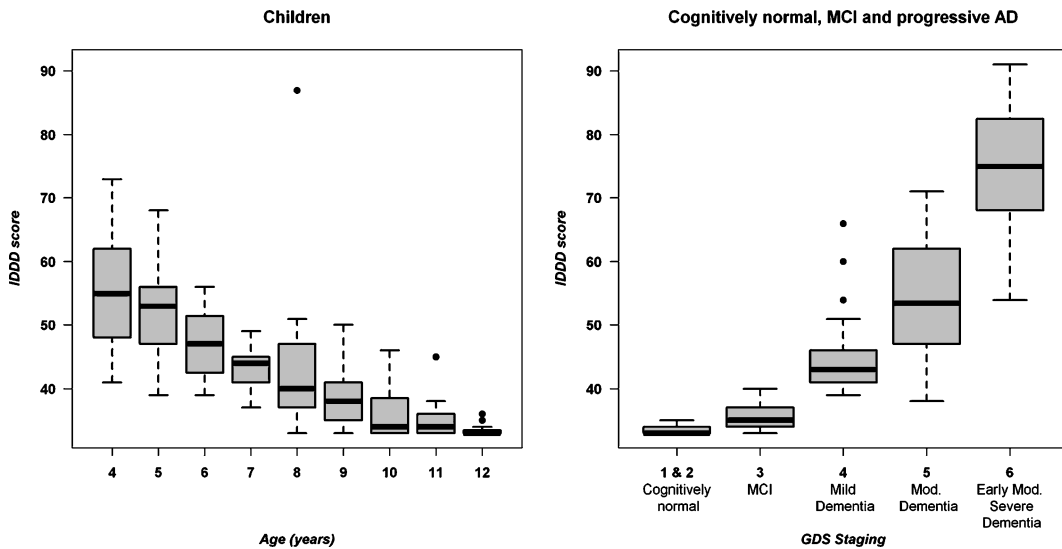 Children
90
80
70
60
50
40
IDDD score
4 5 6 7 8 9 10 11 12
Age (years)
Cognitively normal, MCI and progressive AD
90
80
70
60
50
40
IDDD score
1 & 2 3 4 5 6
Cognitively MCI Mild Mod. Early Mod.
normal Dementia Dementia Severe
Dementia
GDS Staging